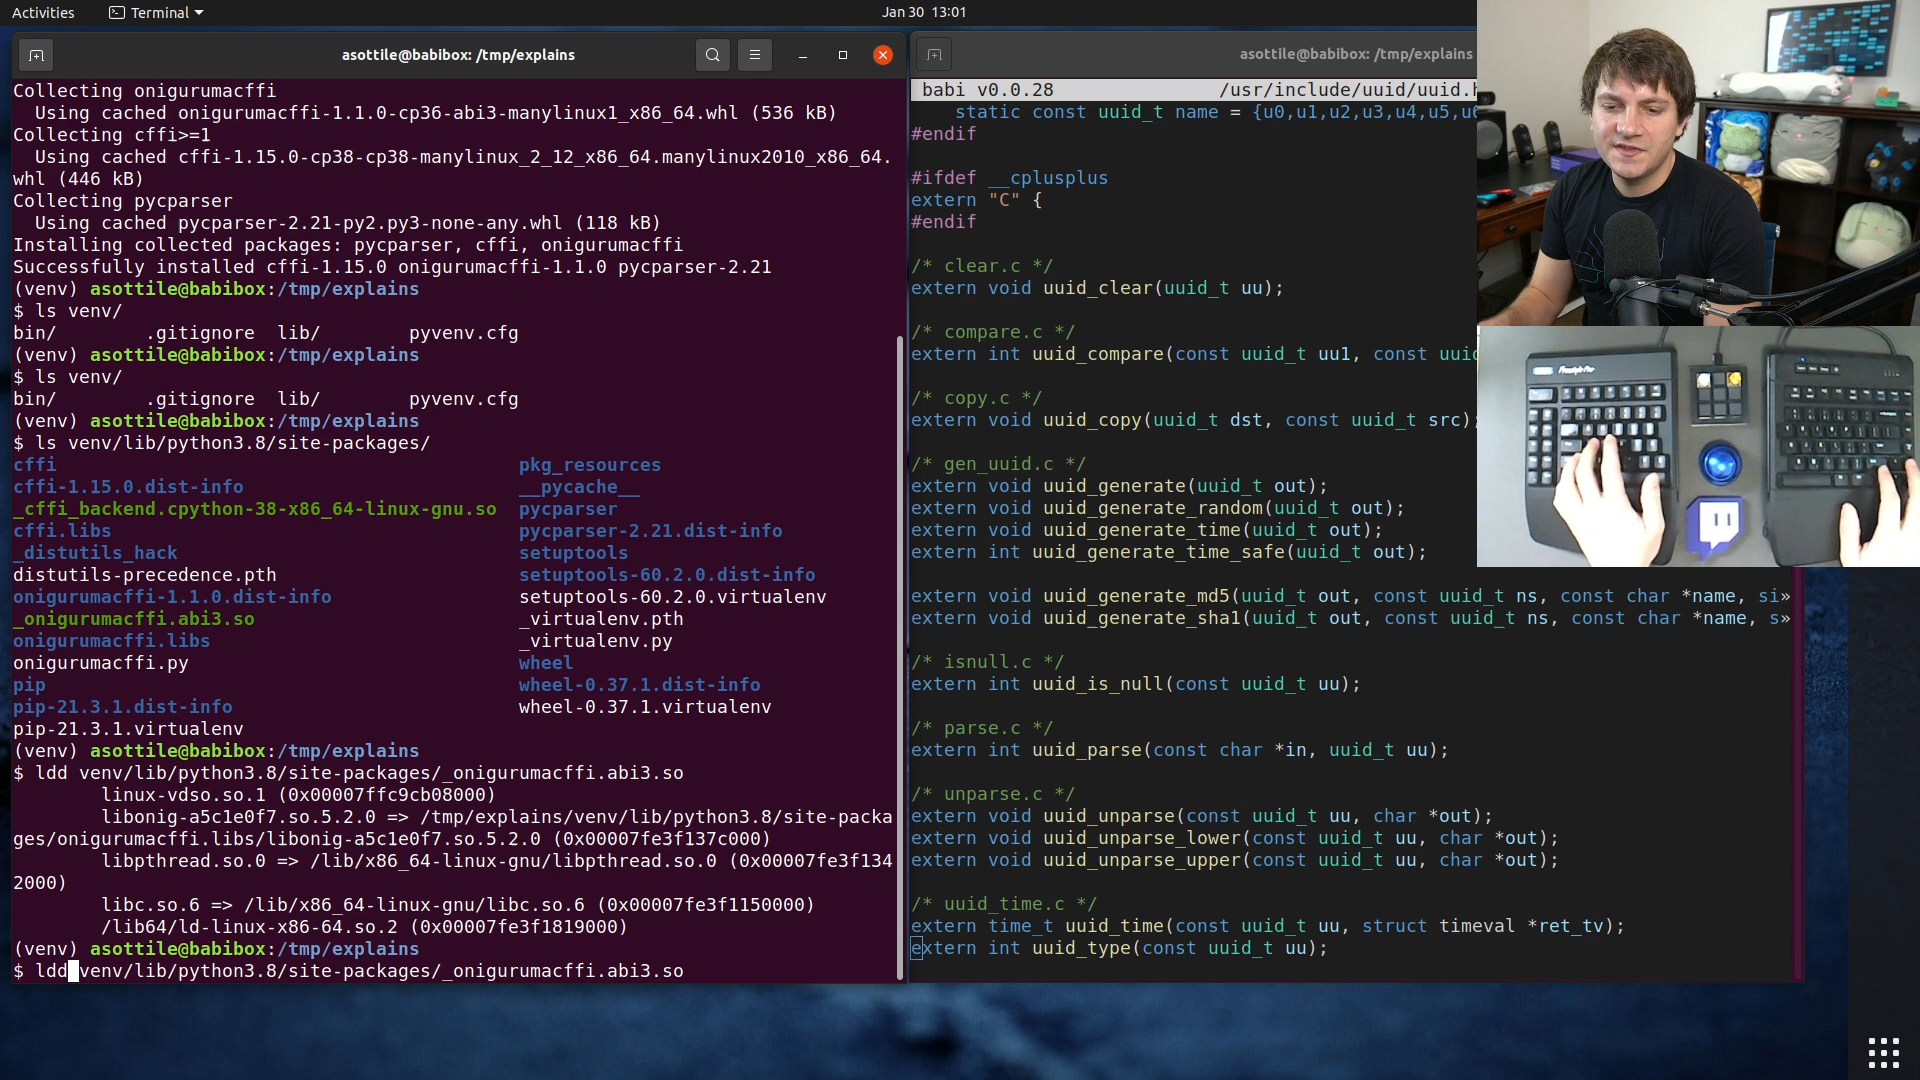 Activities
Terminal
Jan 30 13:01
asottile@babibox: /tmp/explains
Collecting onigurumacffi
  Using cached onigurumacffi-1.1.0-cp36-abi3-manylinux1_x86_64.whl (536 kB)
Collecting cffi>=1
  Using cached cffi-1.15.0-cp38-cp38-manylinux_2_12_x86_64.manylinux2010_x86_64.
whl (446 kB)
Collecting pycparser
  Using cached pycparser-2.21-py2.py3-none-any.whl (118 kB)
Installing collected packages: pycparser, cffi, onigurumacffi
Successfully installed cffi-1.15.0 onigurumacffi-1.1.0 pycparser-2.21
(venv) asottile@babibox:/tmp/explains
$ ls venv/
bin/        .gitignore  lib/        pyvenv.cfg
(venv) asottile@babibox:/tmp/explains
$ ls venv/
bin/        .gitignore  lib/        pyvenv.cfg
(venv) asottile@babibox:/tmp/explains
$ ls venv/lib/python3.8/site-packages/
cffi                                          pkg_resources
cffi-1.15.0.dist-info                         __pycache__
_cffi_backend.cpython-38-x86_64-linux-gnu.so  pycparser
cffi.libs                                     pycparser-2.21.dist-info
_distutils_hack                               setuptools
distutils-precedence.pth                      setuptools-60.2.0.dist-info
onigurumacffi-1.1.0.dist-info                 setuptools-60.2.0.virtualenv
_onigurumacffi.abi3.so                        _virtualenv.pth
onigurumacffi.libs                            _virtualenv.py
onigurumacffi.py                              wheel
pip                                           wheel-0.37.1.dist-info
pip-21.3.1.dist-info                          wheel-0.37.1.virtualenv
pip-21.3.1.virtualenv
(venv) asottile@babibox:/tmp/explains
$ ldd venv/lib/python3.8/site-packages/_onigurumacffi.abi3.so
        linux-vdso.so.1 (0x00007ffc9cb08000)
        libonig-a5c1e0f7.so.5.2.0 => /tmp/explains/venv/lib/python3.8/site-packa
ges/onigurumacffi.libs/libonig-a5c1e0f7.so.5.2.0 (0x00007fe3f137c000)
        libpthread.so.0 => /lib/x86_64-linux-gnu/libpthread.so.0 (0x00007fe3f134
2000)
        libc.so.6 => /lib/x86_64-linux-gnu/libc.so.6 (0x00007fe3f1150000)
        /lib64/ld-linux-x86-64.so.2 (0x00007fe3f1819000)
(venv) asottile@babibox:/tmp/explains
$ ldd venv/lib/python3.8/site-packages/_onigurumacffi.abi3.so
asottile@babibox: /tmp/explains
babi v0.0.28               /usr/include/uuid/uuid.h
    static const uuid_t name = {u0,u1,u2,u3,u4,u5,u6
#endif
#ifdef __cplusplus
extern "C" {
#endif
/* clear.c */
extern void uuid_clear(uuid_t uu);
/* compare.c */
extern int uuid_compare(const uuid_t uu1, const uuid
/* copy.c */
extern void uuid_copy(uuid_t dst, const uuid_t src);
/* gen_uuid.c */
extern void uuid_generate(uuid_t out);
extern void uuid_generate_random(uuid_t out);
extern void uuid_generate_time(uuid_t out);
extern int uuid_generate_time_safe(uuid_t out);
extern void uuid_generate_md5(uuid_t out, const uuid_t ns, const char *name, si»
extern void uuid_generate_sha1(uuid_t out, const uuid_t ns, const char *name, s»
/* isnull.c */
extern int uuid_is_null(const uuid_t uu);
/* parse.c */
extern int uuid_parse(const char *in, uuid_t uu);
/* unparse.c */
extern void uuid_unparse(const uuid_t uu, char *out);
extern void uuid_unparse_lower(const uuid_t uu, char *out);
extern void uuid_unparse_upper(const uuid_t uu, char *out);
/* uuid_time.c */
extern time_t uuid_time(const uuid_t uu, struct timeval *ret_tv);
extern int uuid_type(const uuid_t uu);